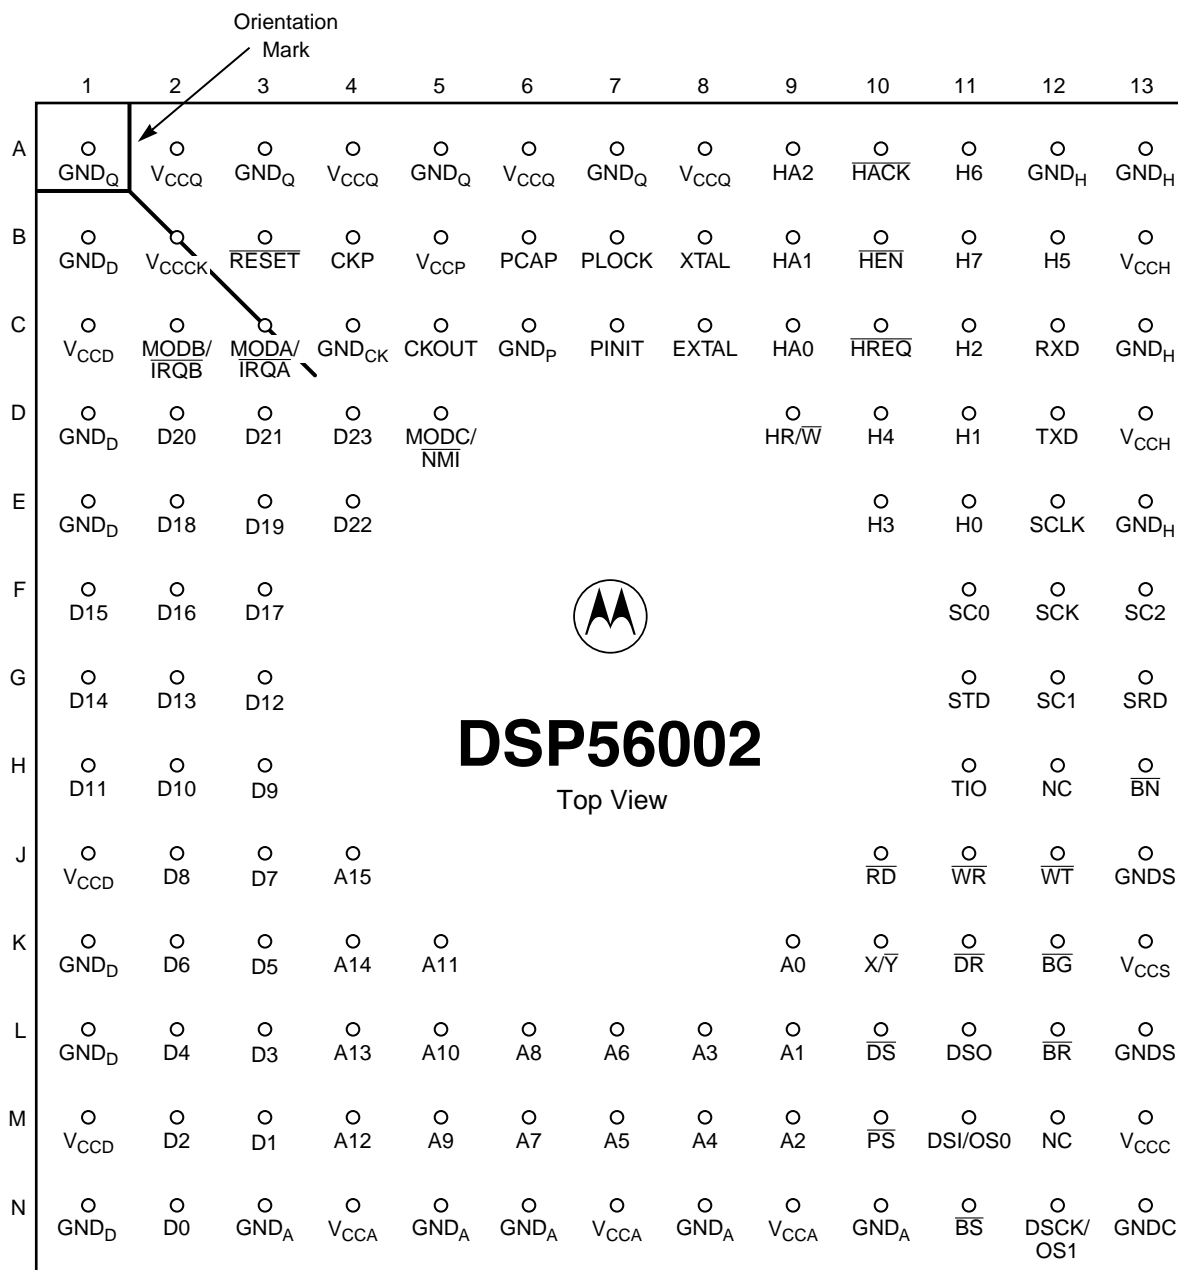 Orientation
Mark
1 2 3 4 5 6 7 8 9 10 11 12 13
A
GNDQ VCCQ GNDQ VCCQ GNDQ VCCQ GNDQ VCCQ HA2 HACK H6 GNDH GNDH
B
GNDD VCCCK RESET CKP VCCP PCAP PLOCK XTAL HA1 HEN H7 H5 VCCH
C
VCCD MODB/ MODA/ GNDCK CKOUT GNDP PINIT EXTAL HA0 HREQ H2 RXD GNDH
IRQB IRQA
D
GNDD D20 D21 D23 MODC/ HR/W H4 H1 TXD VCCH
NMI
E
GNDD D18 D19 D22 H3 H0 SCLK GNDH
F
D15 D16 D17 SC0 SCK SC2
G
D14 D13 D12 STD SC1 SRD
DSP56002
H
D11 D10 D9 TIO NC BN
Top View
J
VCCD D8 D7 A15 RD WR WT GNDS
K
GNDD D6 D5 A14 A11 A0 X/Y DR BG VCCS
L
GNDD D4 D3 A13 A10 A8 A6 A3 A1 DS DSO BR GNDS
M
VCCD D2 D1 A12 A9 A7 A5 A4 A2 PS DSI/OS0 NC VCCC
N
GNDD D0 GNDA VCCA GNDA GNDA VCCA GNDA VCCA GNDA BS DSCK/ GNDC
OS1